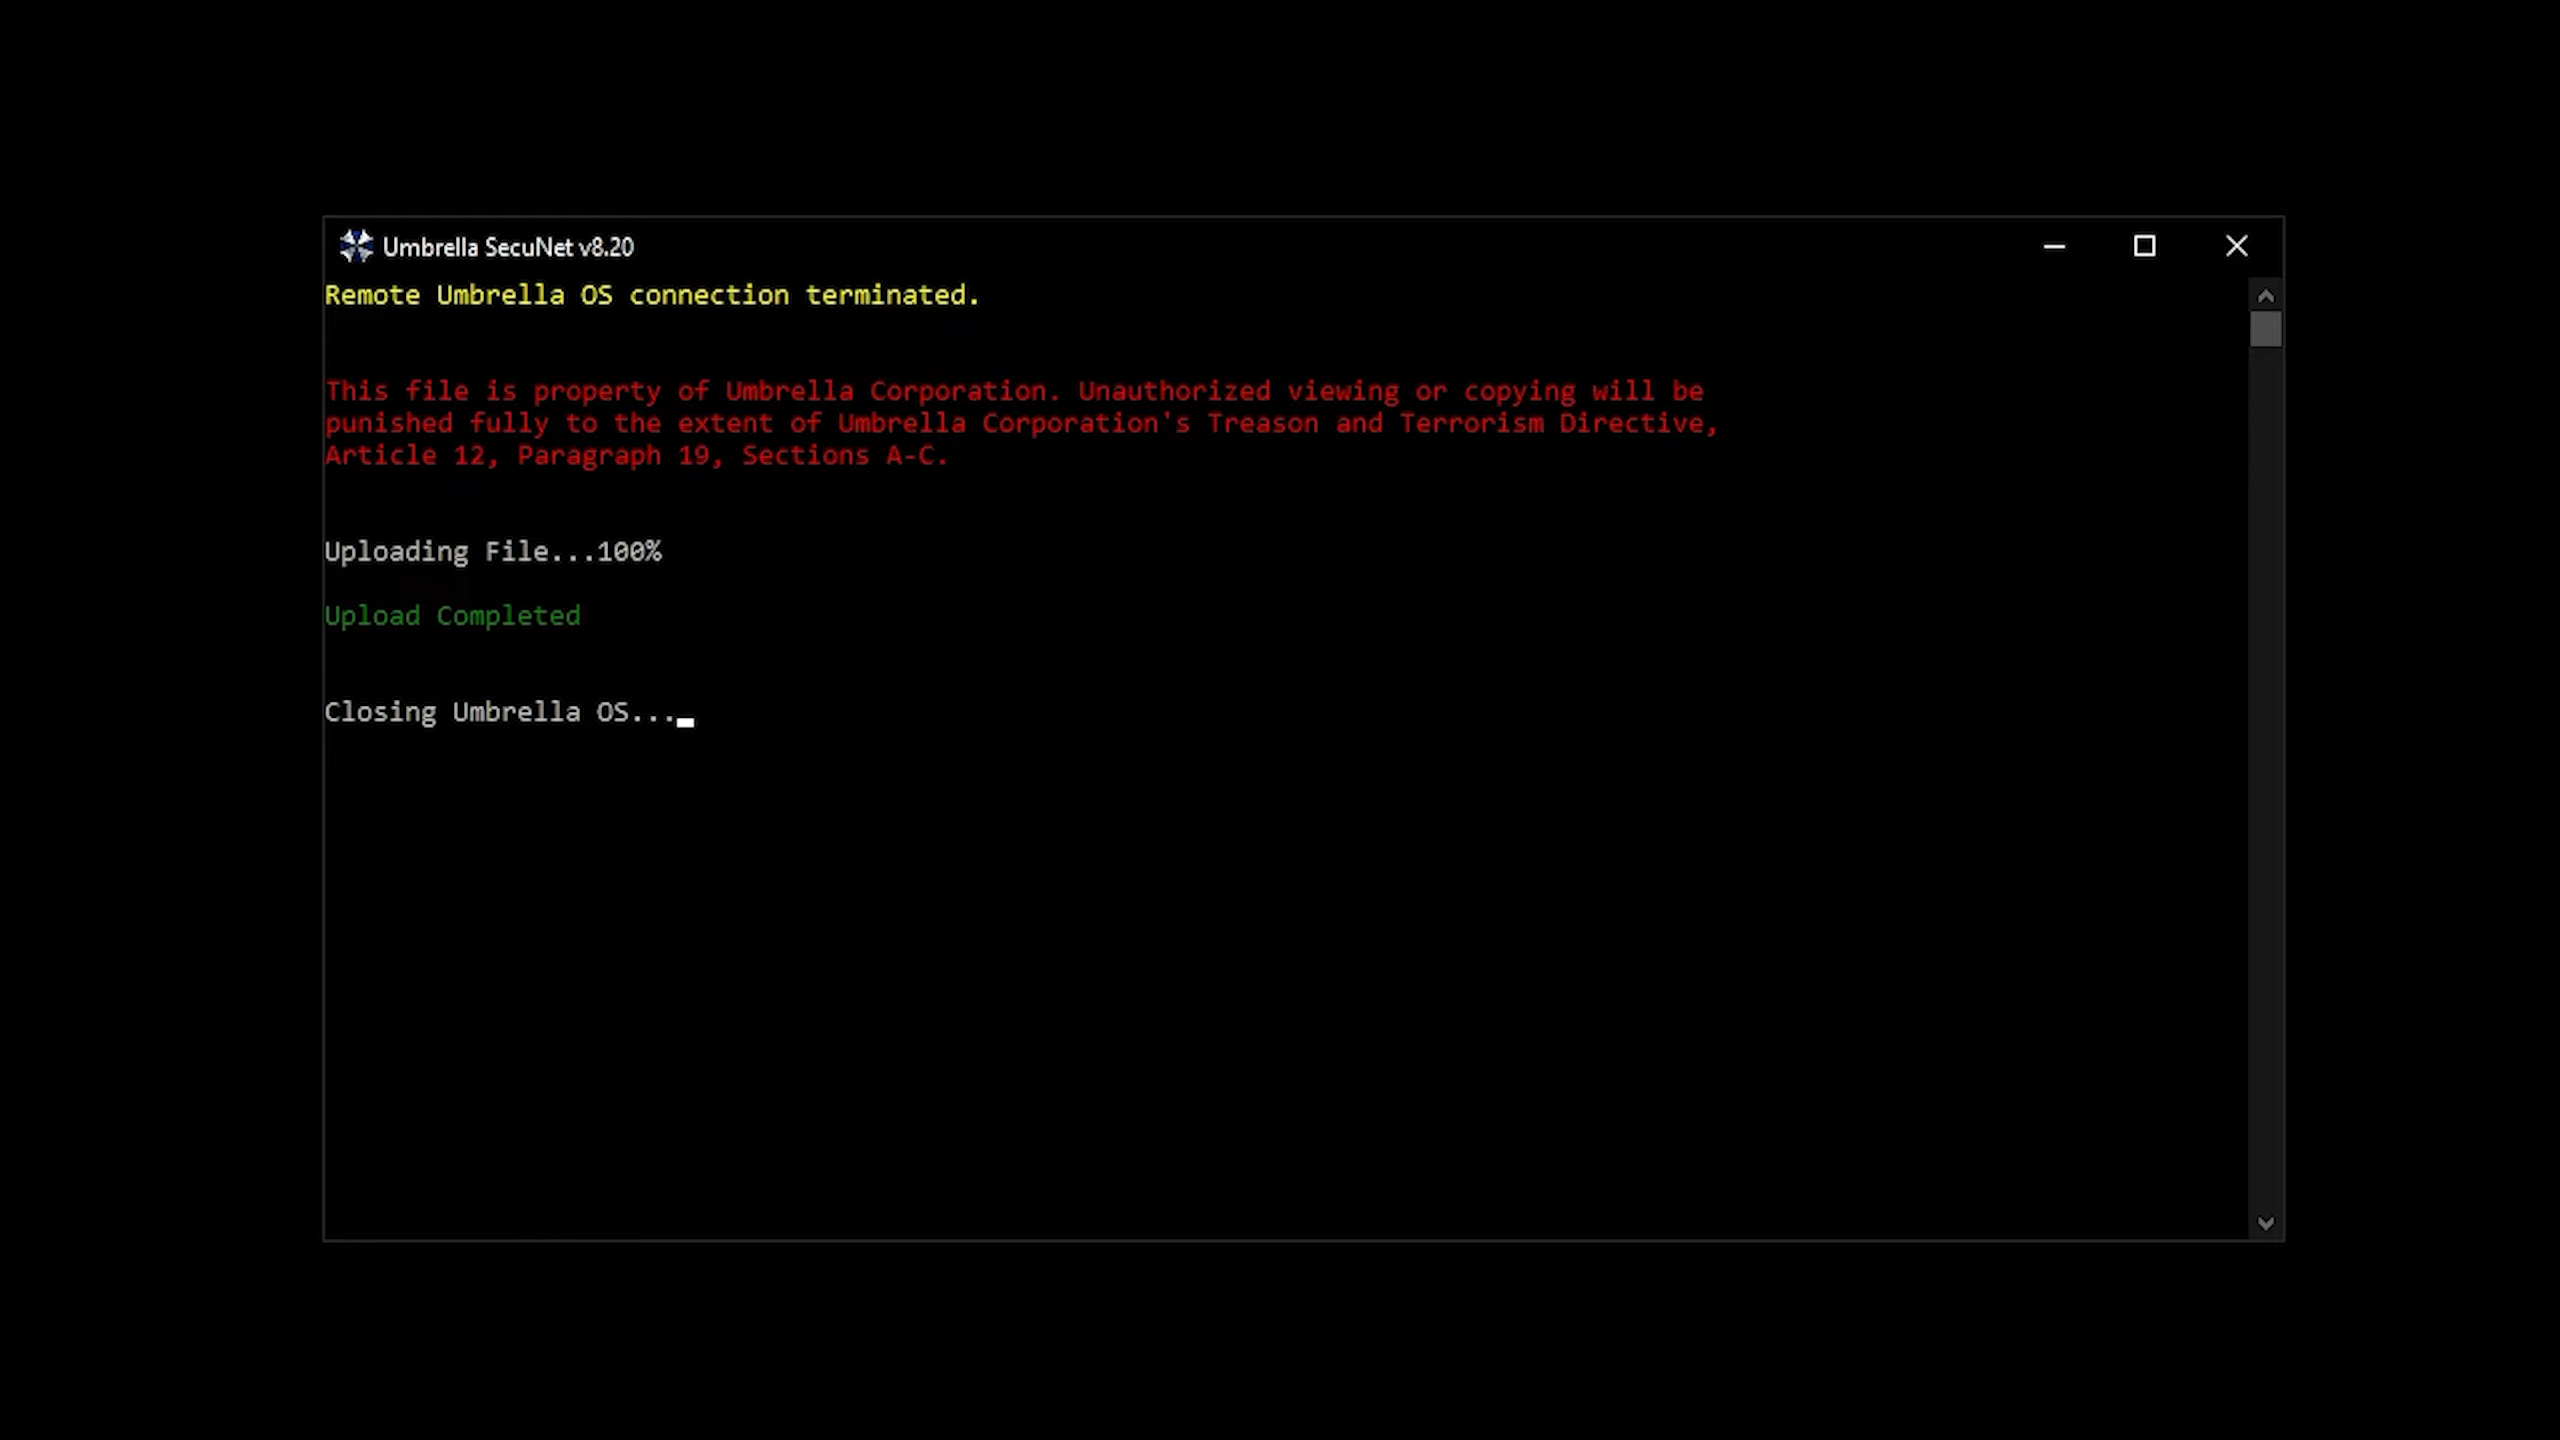 Umbrella SecuNet v8.20
Remote Umbrella OS connection terminated.
This file is property of Umbrella Corporation. Unauthorized viewing or copying will be
punished fully to the extent of Umbrella Corporation's Treason and Terrorism Directive,
Article 12, Paragraph 19, Sections A-C.
Uploading File...100%
Upload Completed
Closing Umbrella OS...